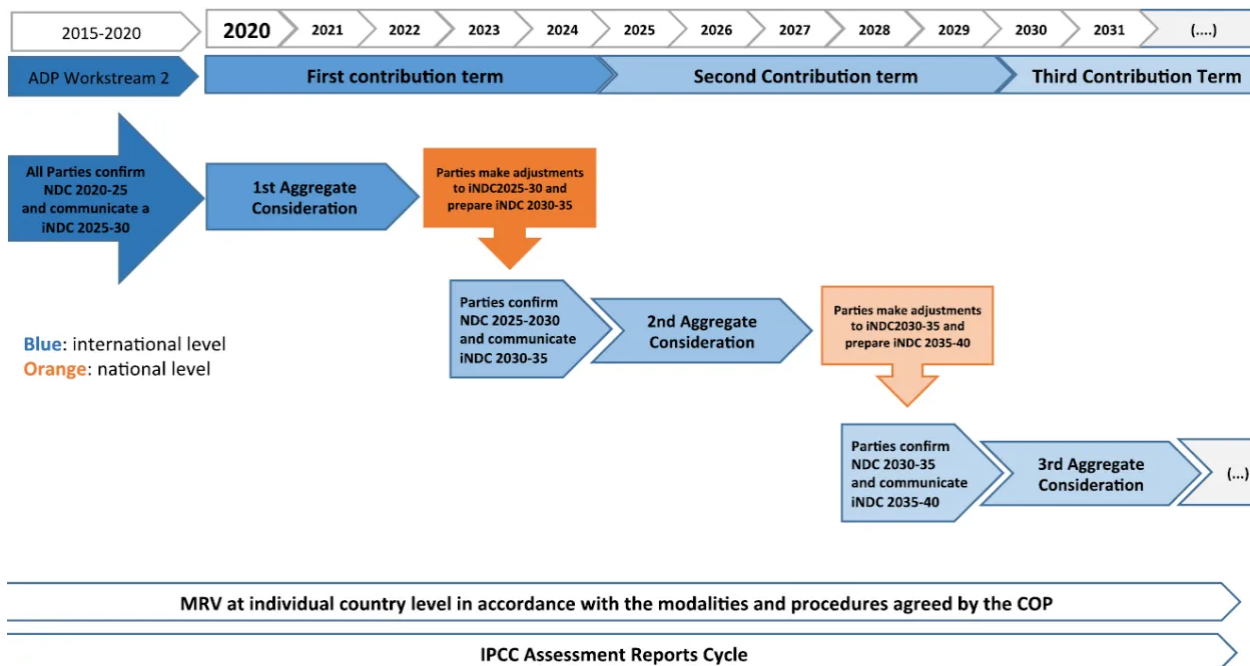 2015-2020
2020
2021
2022
2023
2024
2025
2026
2027
2028
2029
2030
2031
(....)
ADP Workstream 2
First contribution term
Second Contribution term
Third Contribution Term
All Parties confirm
NDC 2020-25
and communicate a
iNDC 2025-30
1st Aggregate
Consideration
Parties make adjustments
to iNDC2025-30 and
prepare iNDC 2030-35
Parties confirm
NDC 2025-2030
and communicate
iNDC 2030-35
2nd Aggregate
Consideration
Parties make adjustments
to iNDC2030-35 and
prepare iNDC 2035-40
Blue: international level
Orange: national level
Parties confirm
NDC 2030-35
and communicate
iNDC 2035-40
3rd Aggregate
Consideration
(...)
MRV at individual country level in accordance with the modalities and procedures agreed by the COP
IPCC Assessment Reports Cycle